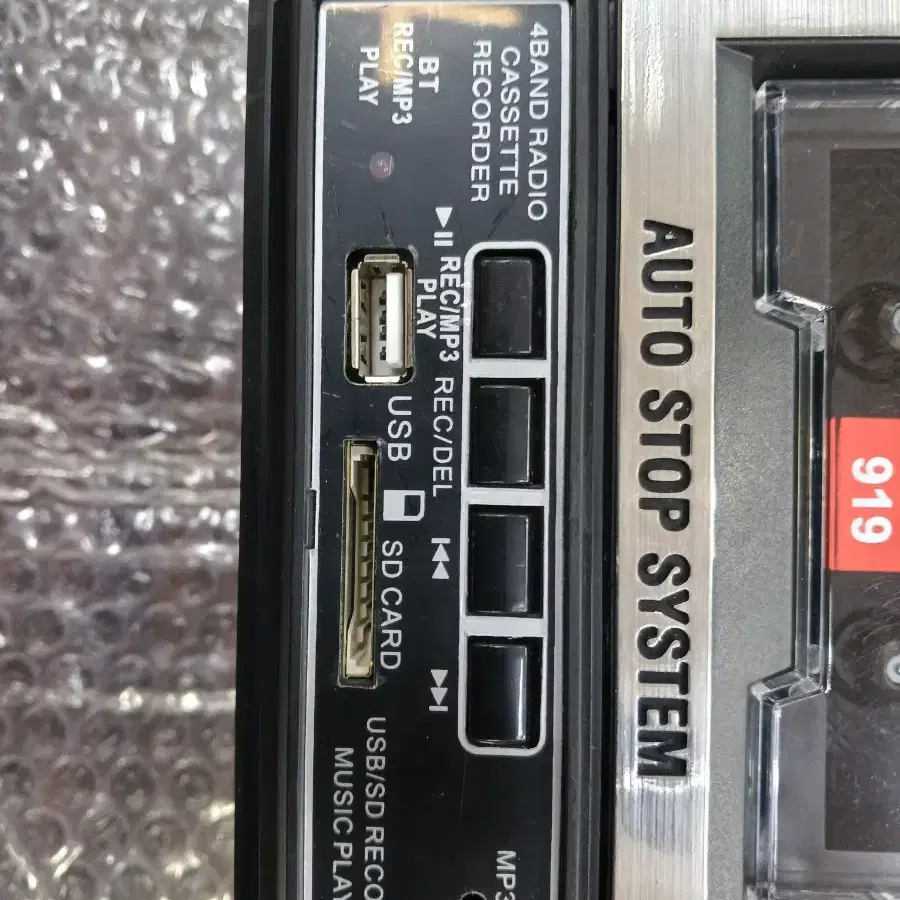 4BAND RADIO
CASSETTE
RECORDER
BT
REC/MP3
PLAY
REC/MP3
PLAY
REC/DEL
USB
SD CARD
USB/SD RECO
MUSIC PLAY
MP3
AUTO STOP SYSTEM
919